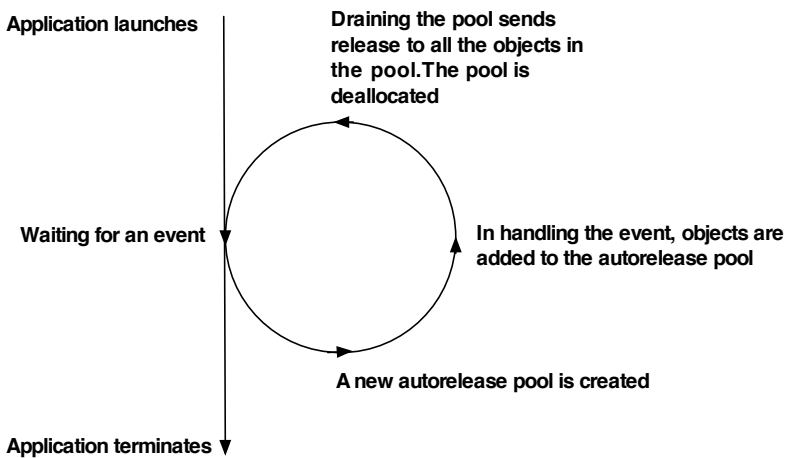 Application launches
Draining the pool sends
release to all the objects in
the pool.The pool is
deallocated
Waiting for an event
In handling the event, objects are
added to the autorelease pool
A new autorelease pool is created
Application terminates